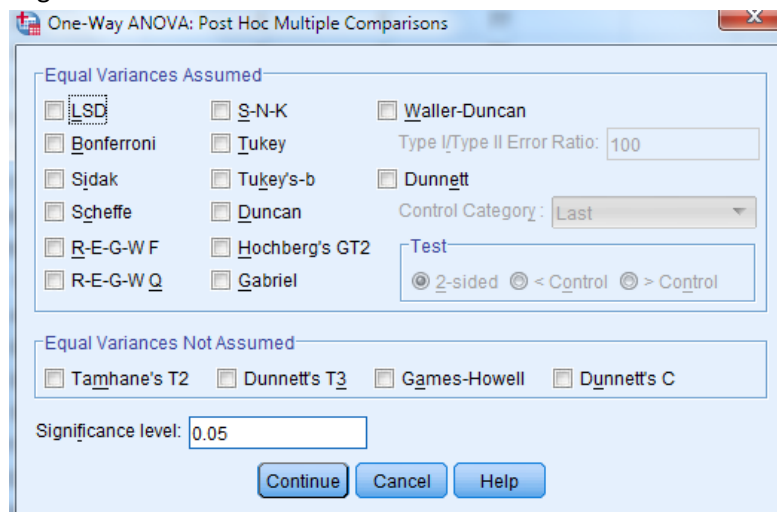 One-Way ANOVA: Post Hoc Multiple Comparisons
Equal Variances Assumed
LSD S-N-K Waller-Duncan
Bonferroni Tukey Type I/Type II Error Ratio: 100
Sidak Tukey's-b Dunnett
Scheffe Duncan Control Category: Last
R-E-G-W F Hochberg's GT2 Test
R-E-G-W Q Gabriel 2-sided < Control > Control
Equal Variances Not Assumed
Tamhane's T2 Dunnett's T3 Games-Howell Dunnett's C
Significance level: 0.05
Continue Cancel Help